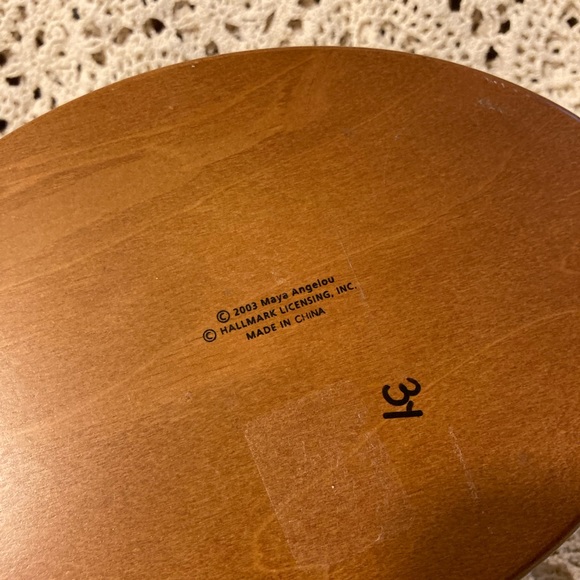 © 2003 Maya Angelou
© HALLMARK LICENSING, INC.
MADE IN CHINA
31